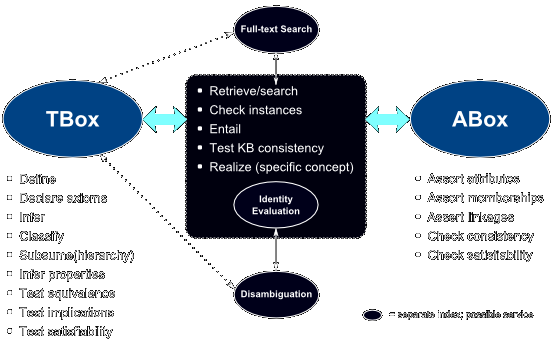 Full-text Search
TBox
Retrieve/search
Check instances
Entail
Test KB consistency
Realize (specific concept)
Identity
Evaluation
ABox
Define
Declare axioms
Infer
Classify
Subsume(hierarchy)
Infer properties
Test equivalence
Test implications
Test satisfiability
Assert attributes
Assert memberships
Assert linkages
Check consistency
Check satisfiability
Disambiguation
= separate index; possible service